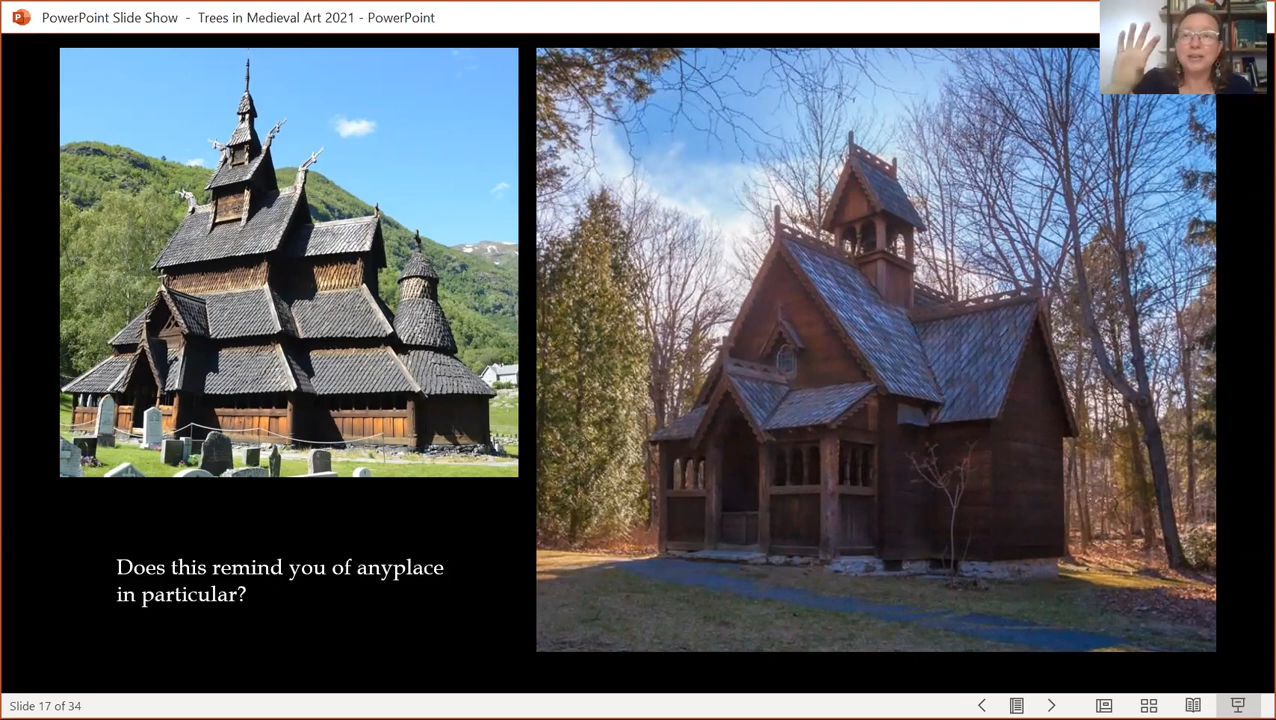 PowerPoint Slide Show - Trees in Medieval Art 2021 - PowerPoint
Does this remind you of anyplace
in particular?
Slide 17 of 34